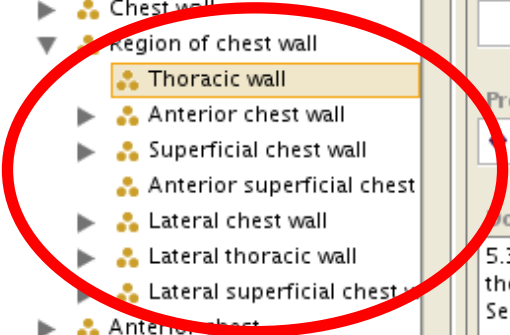 Chest wall
Region of chest wall
Thoracic wall
Anterior chest wall
Superficial chest wall
Anterior superficial chest
Lateral chest wall
Lateral thoracic wall
Lateral superficial chest
Anterior chest
Pr
5.3
the
Se